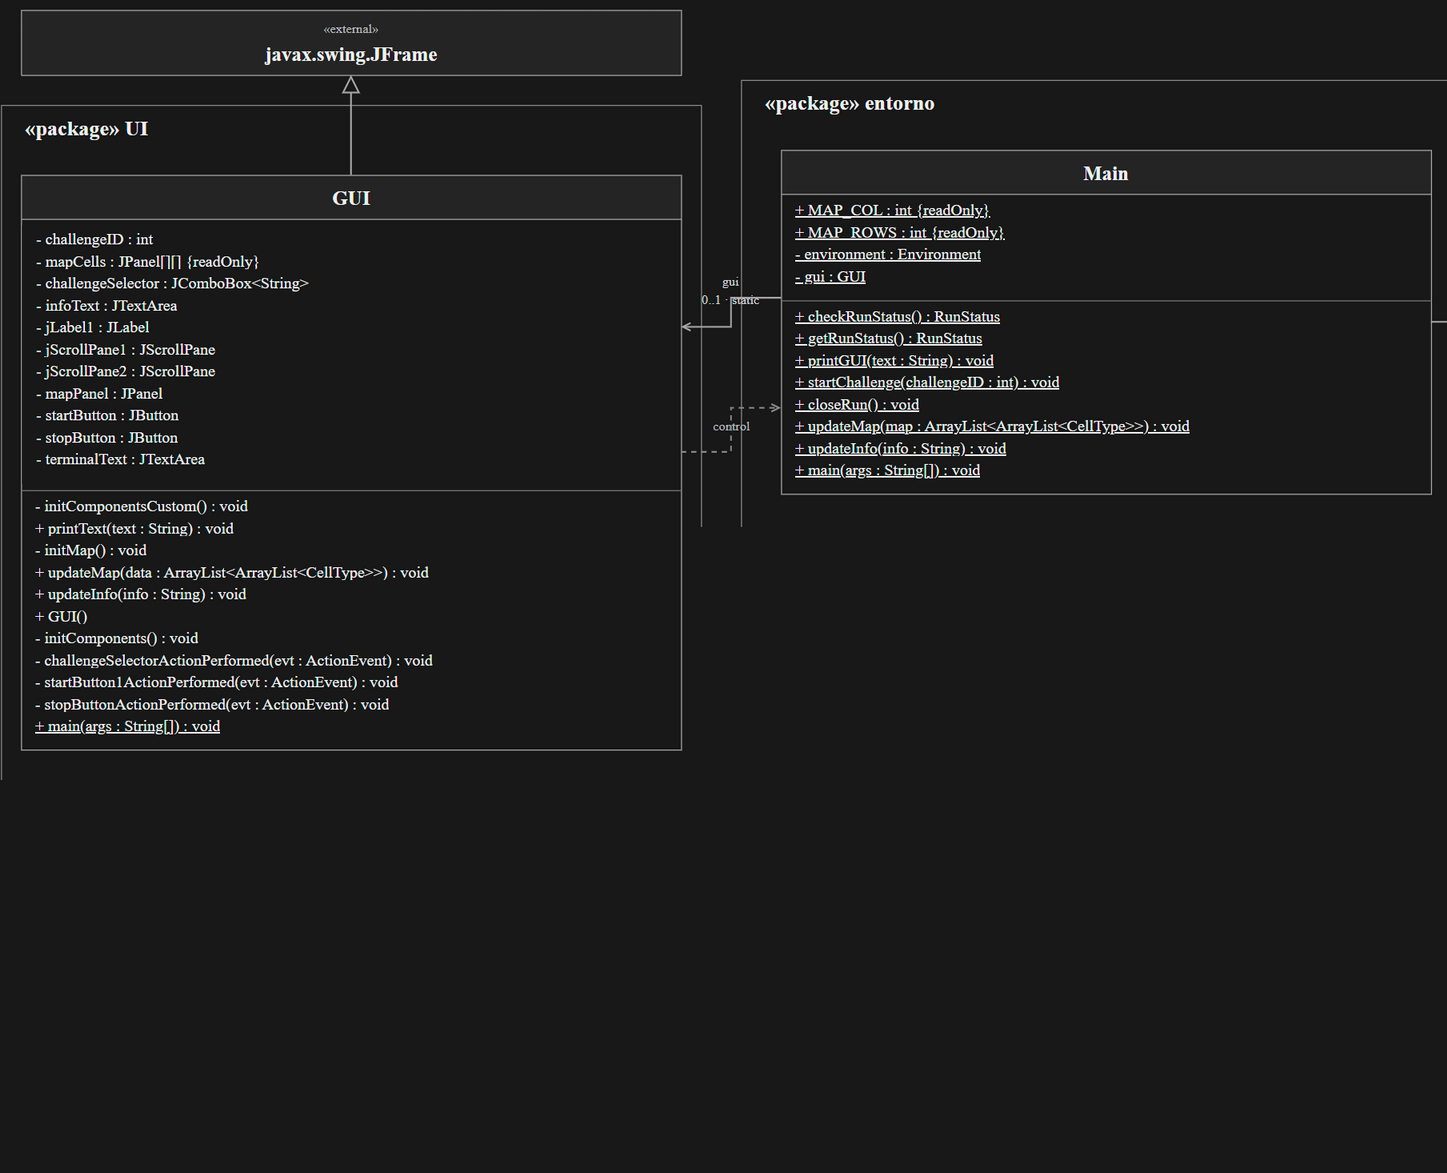 «external»
javax.swing.JFrame
«package» UI
GUI
- challengeID : int
- mapCells : JPanel[][] {readOnly}
- challengeSelector : JComboBox<String>
- infoText : JTextArea
- jLabel1 : JLabel
- jScrollPane1 : JScrollPane
- jScrollPane2 : JScrollPane
- mapPanel : JPanel
- startButton : JButton
- stopButton : JButton
- terminalText : JTextArea
- initComponentsCustom() : void
+ printText(text : String) : void
- initMap() : void
+ updateMap(data : ArrayList<ArrayList<CellType>>) : void
+ updateInfo(info : String) : void
+ GUI()
- initComponents() : void
- challengeSelectorActionPerformed(evt : ActionEvent) : void
- startButton1ActionPerformed(evt : ActionEvent) : void
- stopButtonActionPerformed(evt : ActionEvent) : void
+ main(args : String[]) : void
gui
0..1 · static
control
«package» entorno
Main
+ MAP_COL : int {readOnly}
+ MAP_ROWS : int {readOnly}
- environment : Environment
- gui : GUI
+ checkRunStatus() : RunStatus
+ getRunStatus() : RunStatus
+ printGUI(text : String) : void
+ startChallenge(challengeID : int) : void
+ closeRun() : void
+ updateMap(map : ArrayList<ArrayList<CellType>>) : void
+ updateInfo(info : String) : void
+ main(args : String[]) : void